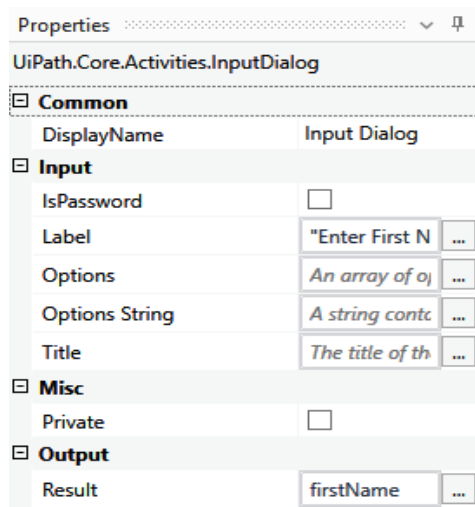 Properties
UiPath.Core.Activities.InputDialog
Common
DisplayName Input Dialog
Input
IsPassword
Label "Enter First N ...
Options An array of o ...
Options String A string conta ...
Title The title of th ...
Misc
Private
Output
Result firstName ...